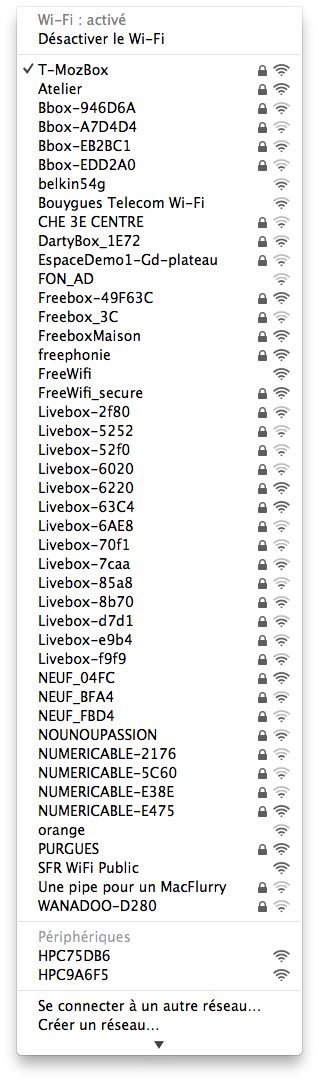 Wi-Fi : activé
Désactiver le Wi-Fi
T-MozBox
Atelier
Bbox-946D6A
Bbox-A7D4D4
Bbox-EB2BC1
Bbox-EDD2A0
belkin54g
Bouygues Telecom Wi-Fi
CHE 3E CENTRE
DartyBox_1E72
EspaceDemo1-Gd-plateau
FON_AD
Freebox-49F63C
Freebox_3C
FreeboxMaison
freephonie
FreeWifi
FreeWifi_secure
Livebox-2f80
Livebox-5252
Livebox-52f0
Livebox-6020
Livebox-6220
Livebox-63C4
Livebox-6AE8
Livebox-70f1
Livebox-7caa
Livebox-85a8
Livebox-8b70
Livebox-d7d1
Livebox-e9b4
Livebox-f9f9
NEUF_04FC
NEUF_BFA4
NEUF_FBD4
NOUNOUPASSION
NUMERICABLE-2176
NUMERICABLE-5C60
NUMERICABLE-E38E
NUMERICABLE-E475
orange
PURGUES
SFR WiFi Public
Une pipe pour un MacFlurry
WANADOO-D280
Périphériques
HPC75DB6
HPC9A6F5
Se connecter à un autre réseau...
Créer un réseau...